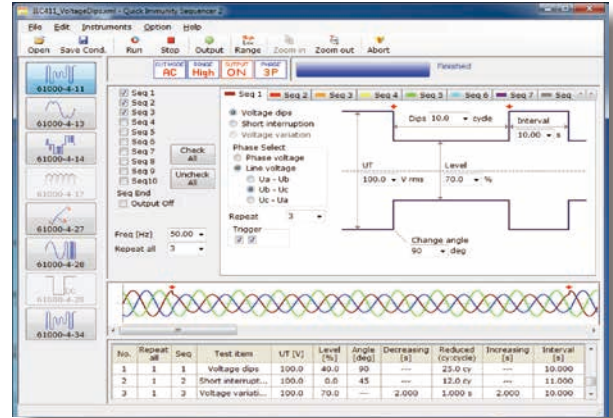 IEC411_VoltageDips.xml - Quick Immunity Sequencer 2
File Edit Instruments Option Help
Open Save Cond. Run Stop Output Range Zoom in Zoom out Abort
OUT MODE AC RANGE High OUTPUT ON PHASE 3P Finished
61000-4-11
61000-4-13
61000-4-14
61000-4-17
61000-4-27
61000-4-28
61000-4-29
61000-4-34
Seq 1
Seq 2
Seq 3
Seq 4
Seq 5
Seq 6
Seq 7
Seq 8
Seq 9
Seq10
Check All
Uncheck All
Seq End
Output Off
Freq [Hz] 50.00
Repeat all 3
Seq 1 Seq 2 Seq 3 Seq 4 Seq 5 Seq 6 Seq 7 Seq
Voltage dips
Short interruption
Voltage variation
Phase Select
Phase voltage
Line voltage
Ua - Ub
Ub - Uc
Uc - Ua
Repeat 3
Trigger
Dips 10.0 cycle
Interval
10.00 s
UT Level
100.0 V rms 70.0 %
Change angle
90 deg
No. Repeat all Seq Test item UT [V] Level [%] Angle [deg] Decreasing [s] Reduced (cy:cycle) Increasing [s] Interval [s]
1 1 1 Voltage dips 100.0 40.0 90 --- 25.0 cy --- 10.000
2 1 2 Short interrupt... 100.0 0.0 45 --- 12.0 cy --- 11.000
3 1 3 Voltage variati... 100.0 70.0 --- 2.000 1.000 s 2.000 10.000